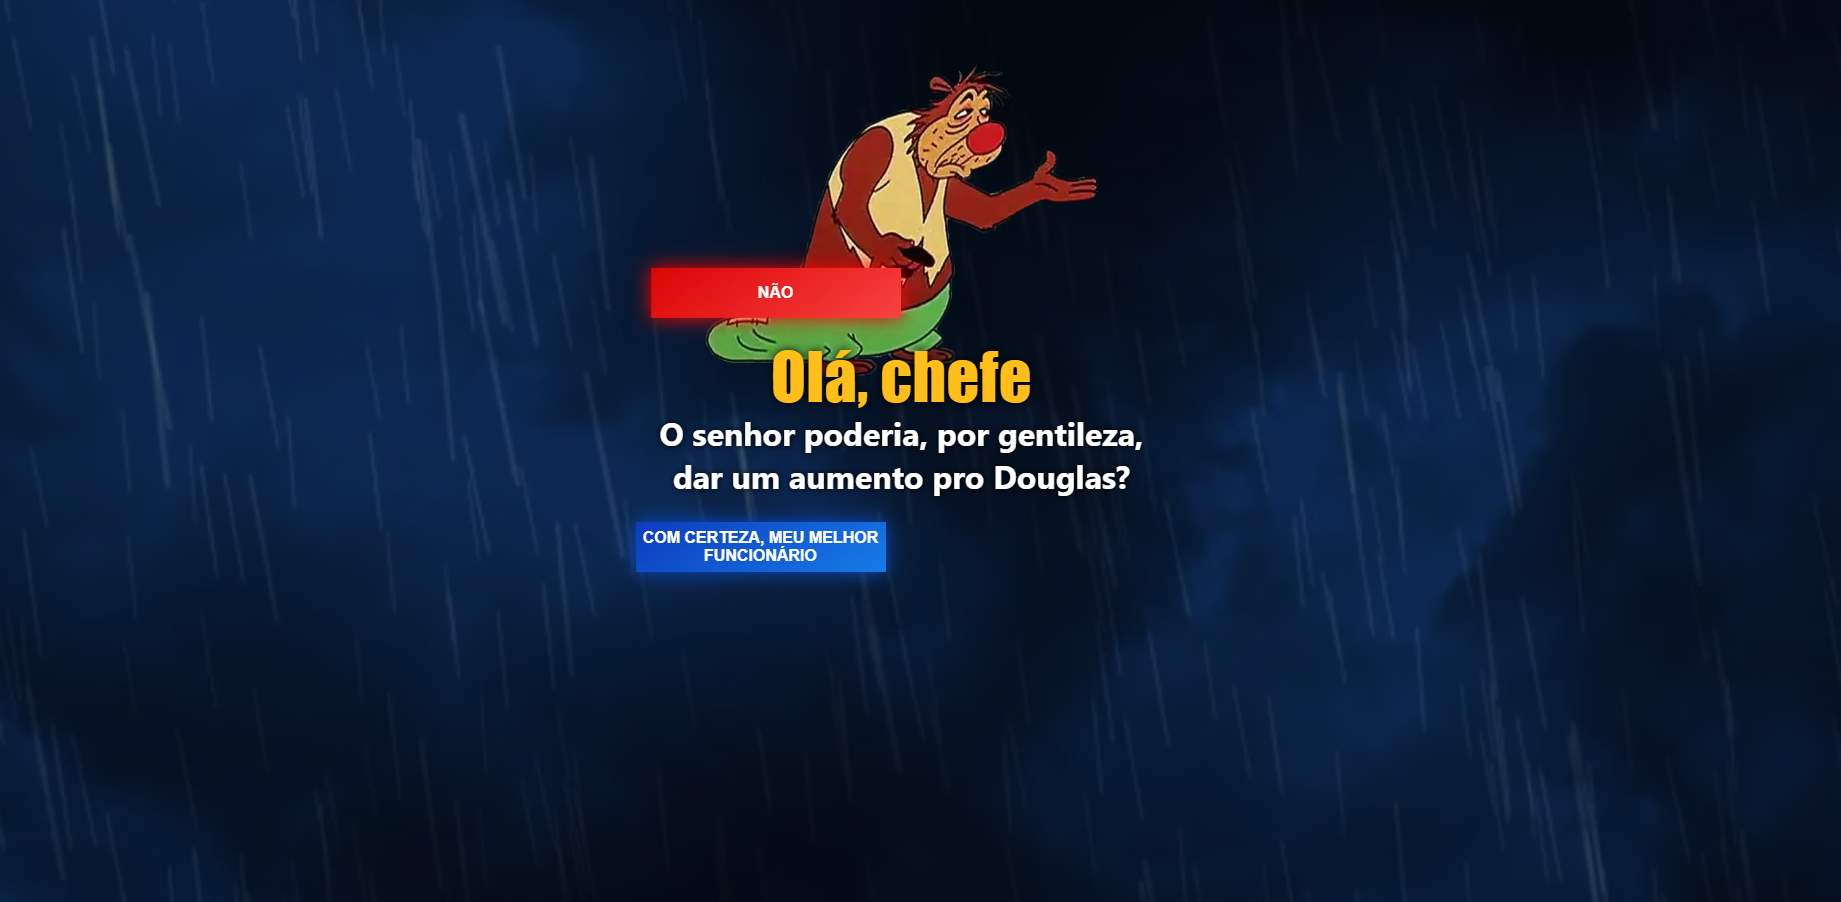 NÃO
Olá, chefe
O senhor poderia, por gentileza,
dar um aumento pro Douglas?
COM CERTEZA, MEU MELHOR
FUNCIONÁRIO